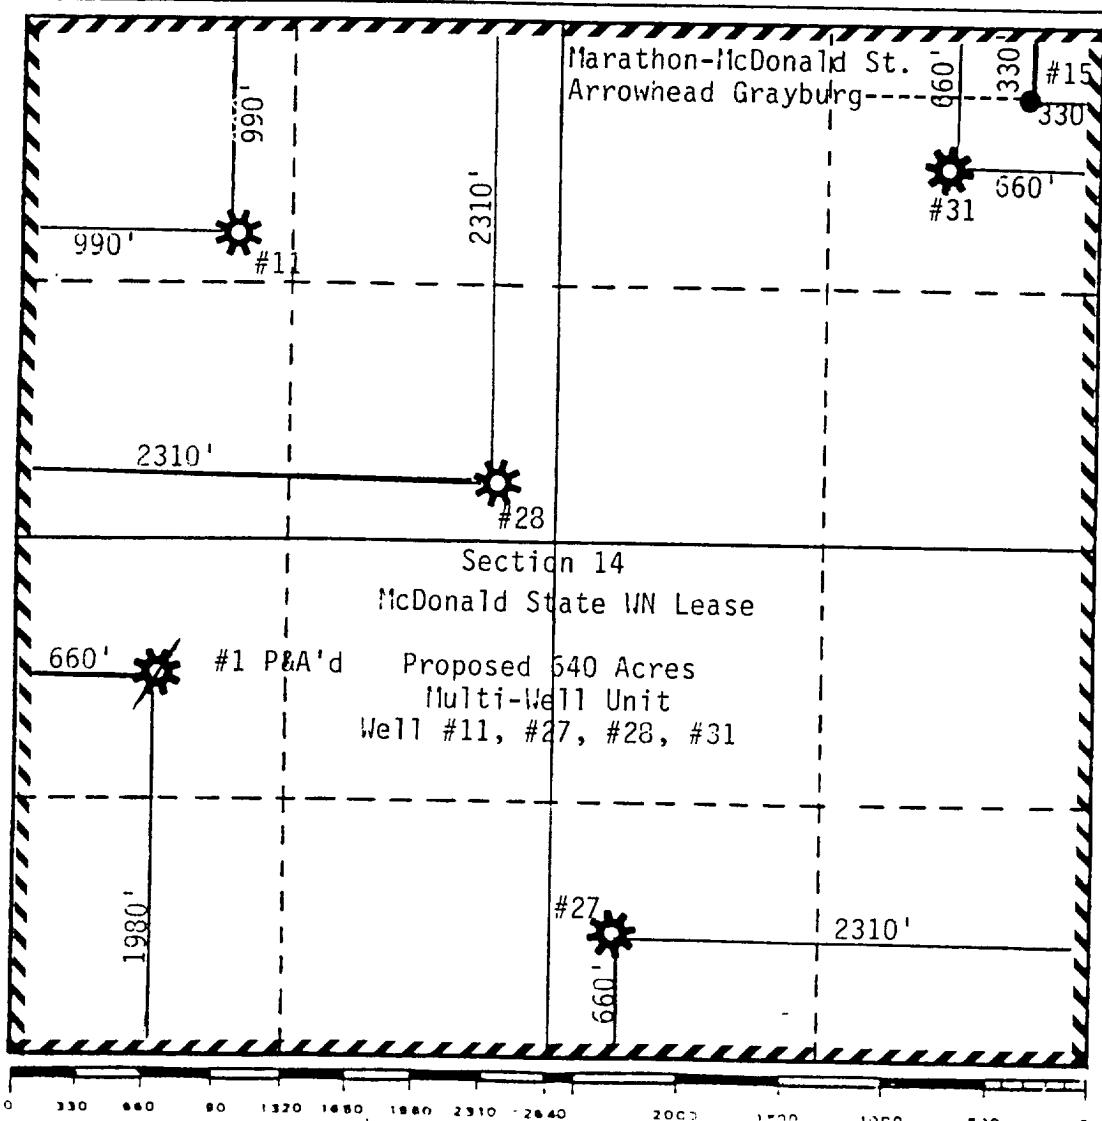 Marathon-McDonald St.
Arrowhead Grayburg
660'
330'
#15
330
990'
990'
#11
2310'
660'
#31
2310'
#28
Section 14
McDonald State WN Lease
660'
#1 P&A'd
Proposed 640 Acres
Multi-Well Unit
Well #11, #27, #28, #31
1980'
#27
2310'
660'
0 330 660 90 1320 1650 1980 2310 2640 2000